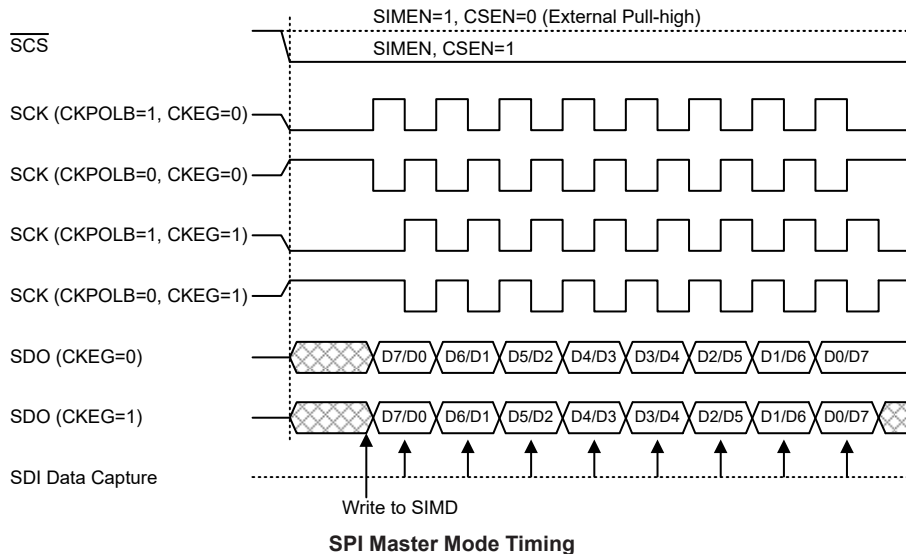 SIMEN=1, CSEN=0 (External Pull-high)
SCS
SIMEN, CSEN=1
SCK (CKPOLB=1, CKEG=0)
SCK (CKPOLB=0, CKEG=0)
SCK (CKPOLB=1, CKEG=1)
SCK (CKPOLB=0, CKEG=1)
SDO (CKEG=0) D7/D0 D6/D1 D5/D2 D4/D3 D3/D4 D2/D5 D1/D6 D0/D7
SDO (CKEG=1) D7/D0 D6/D1 D5/D2 D4/D3 D3/D4 D2/D5 D1/D6 D0/D7
SDI Data Capture
Write to SIMD
SPI Master Mode Timing